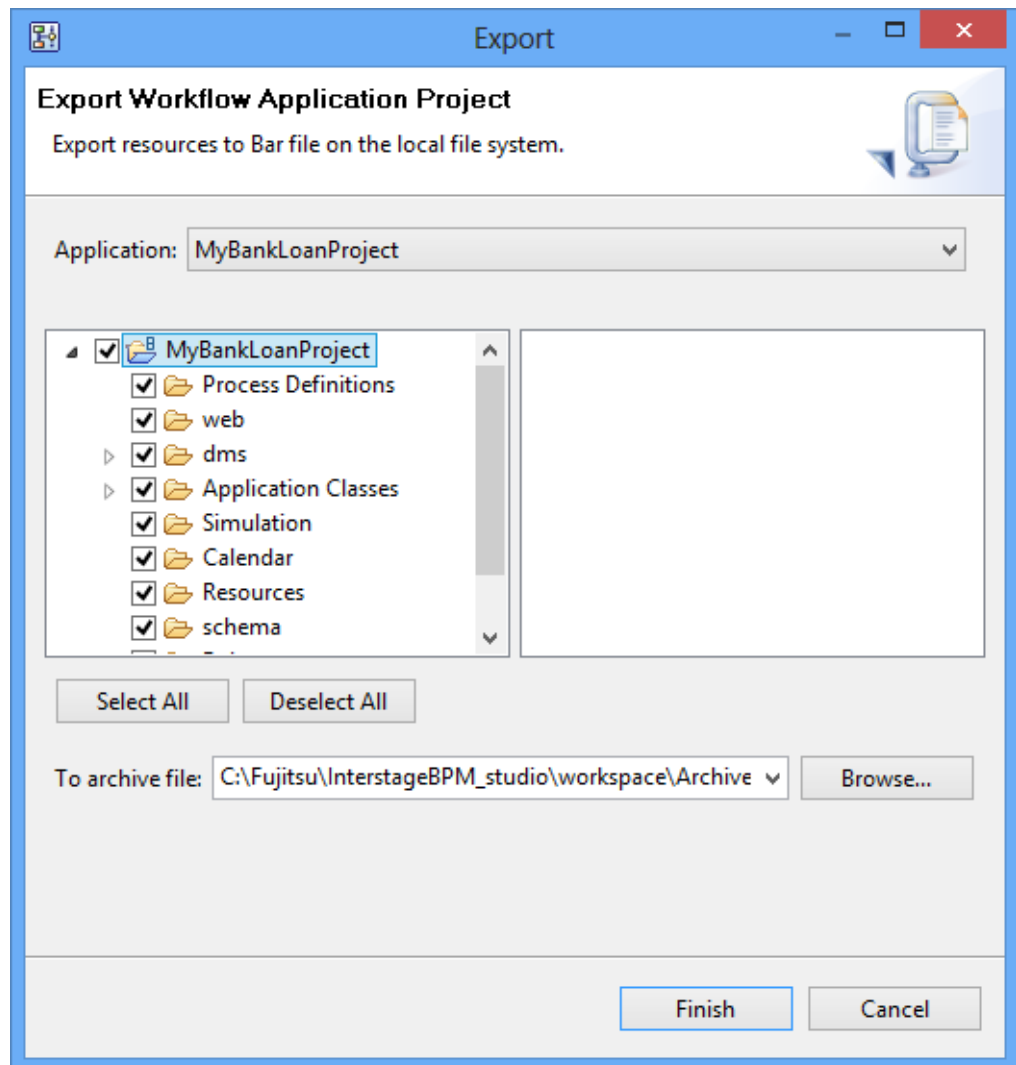 Export
Export Workflow Application Project
Export resources to Bar file on the local file system.
Application: MyBankLoanProject
MyBankLoanProject
Process Definitions
web
dms
Application Classes
Simulation
Calendar
Resources
schema
Select All Deselect All
To archive file: C:\Fujitsu\InterstageBPM_studio\workspace\Archive Browse...
Finish Cancel